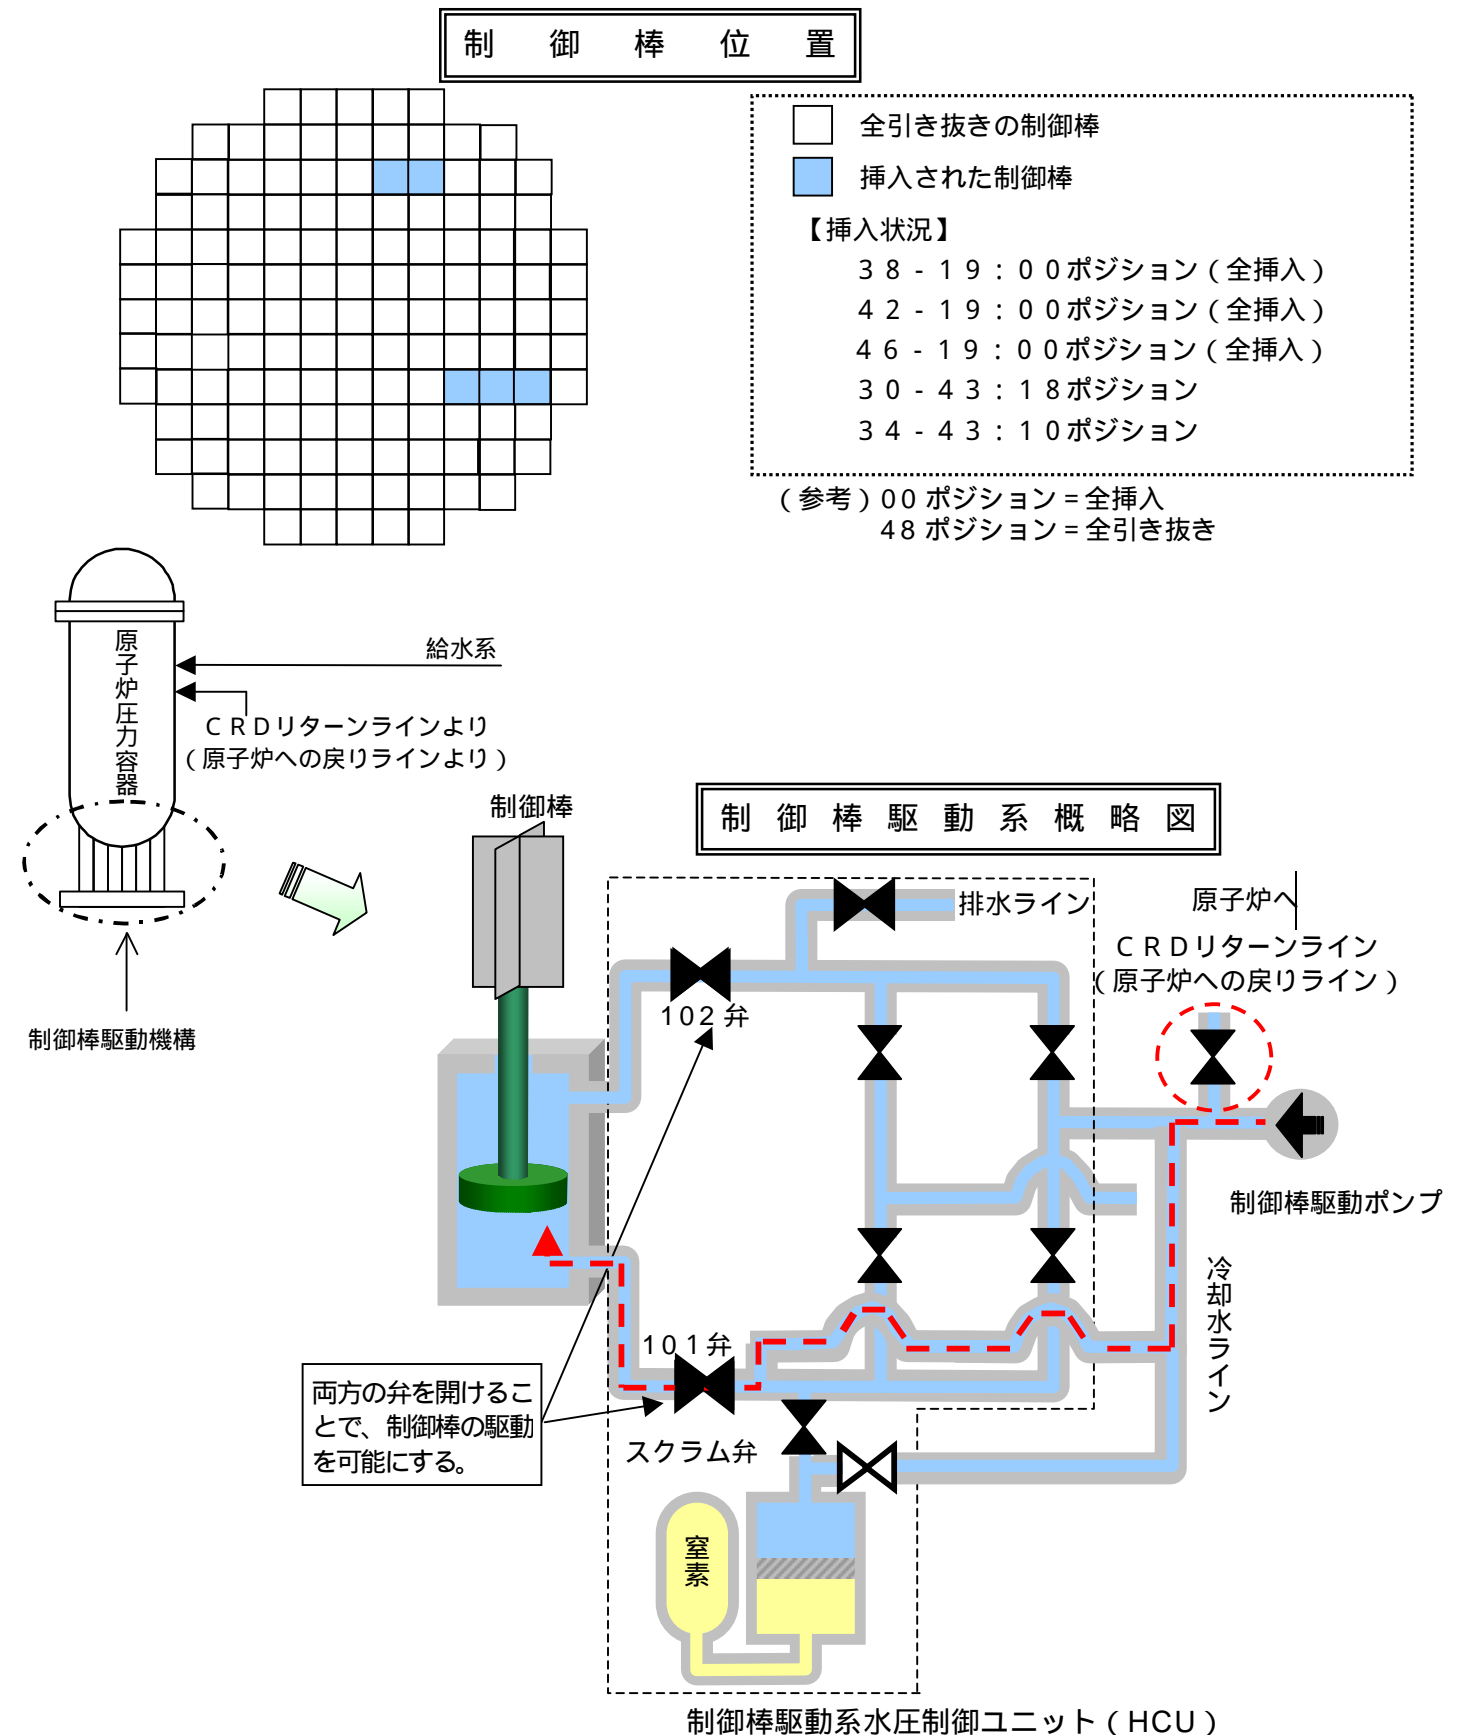 制御棒位置
全引き抜きの制御棒
挿入された制御棒
【挿入状況】
３８-１９：００ポジション（全挿入）
４２-１９：００ポジション（全挿入）
４６-１９：００ポジション（全挿入）
３０-４３：１８ポジション
３４-４３：１０ポジション
（参考）00 ポジション＝全挿入
48 ポジション＝全引き抜き
原子炉圧力容器
給水系
ＣＲＤリターンラインより
（原子炉への戻りラインより）
制御棒駆動機構
制御棒
制御棒駆動系概略図
排水ライン
原子炉へ
ＣＲＤリターンライン
（原子炉への戻りライン）
102 弁
制御棒駆動ポンプ
冷却水ライン
101 弁
両方の弁を開けるこ
とで、制御棒の駆動
を可能にする。
スクラム弁
窒素
制御棒駆動系水圧制御ユニット（HCU）